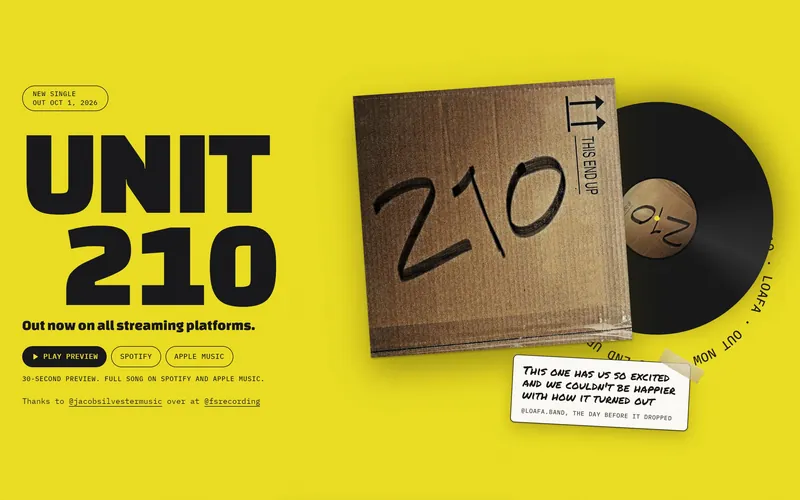 NEW SINGLE
OUT OCT 1, 2026
UNIT
210
Out now on all streaming platforms.
PLAY PREVIEW
SPOTIFY
APPLE MUSIC
30-SECOND PREVIEW. FULL SONG ON SPOTIFY AND APPLE MUSIC.
Thanks to @jacobsilvestermusic over at @fsrecording
THIS END UP
210
210
LOAFA • OUT NOW
END UP
THIS ONE HAS US SO EXCITED
AND WE COULDN'T BE HAPPIER
WITH HOW IT TURNED OUT
@LOAFA.BAND, THE DAY BEFORE IT DROPPED